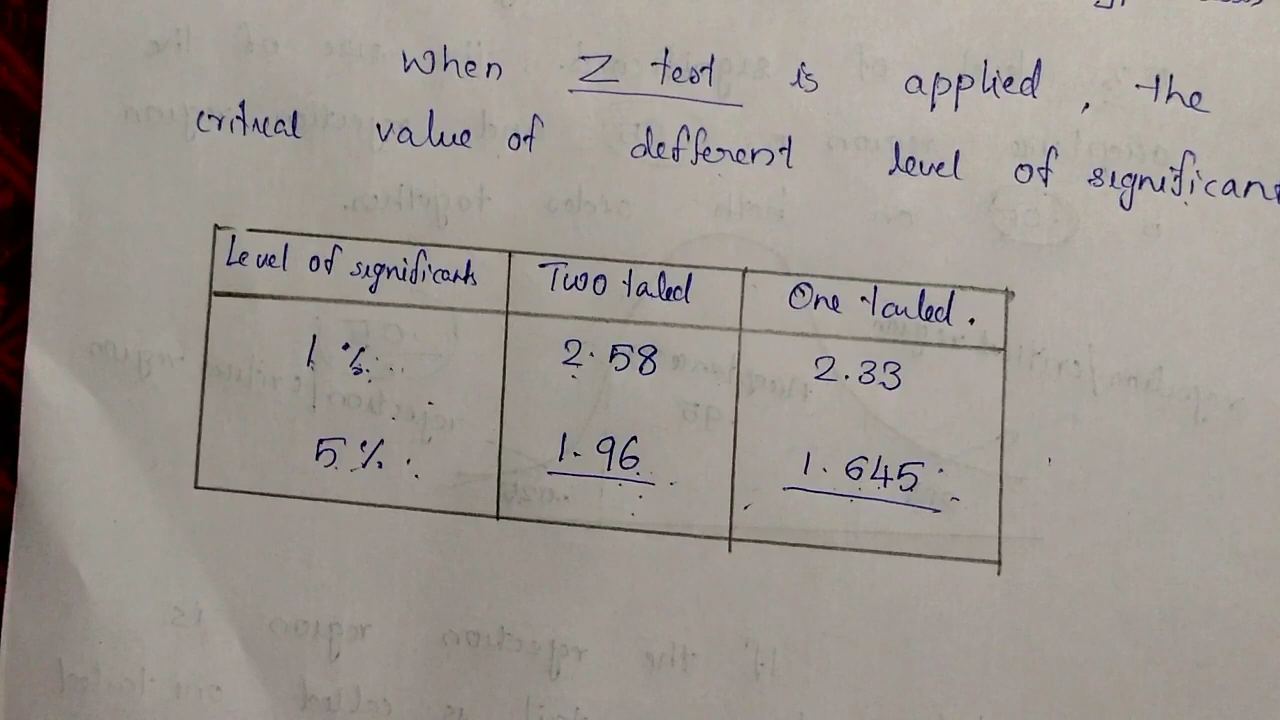 When Z test is applied, the
critical value of defferent level of significant
Level of significants Two taled One tailed.
1 % 2.58 2.33
5 % 1.96 1.645